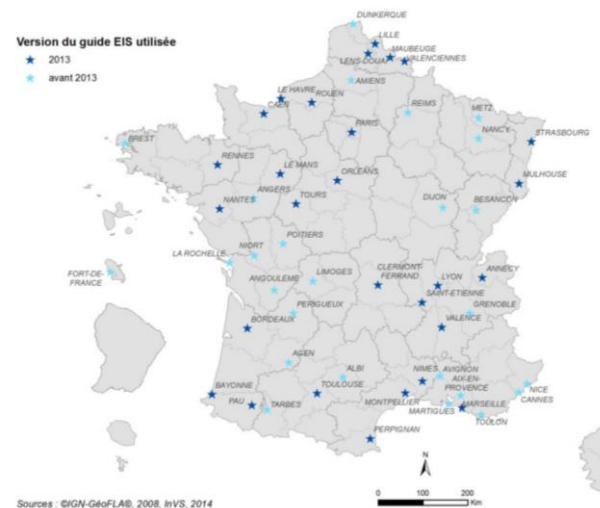 Version du guide EIS utilisée
2013
avant 2013
DUNKERQUE
LILLE
MAUBEUGE
LENS-DOUAI
VALENCIENNES
AMIENS
LE HAVRE
ROUEN
CAEN
REIMS
METZ
NANCY
STRASBOURG
PARIS
BREST
RENNES
LE MANS
ORLÉANS
MULHOUSE
ANGERS
NANTES
TOURS
DIJON
BESANCON
POITIERS
NIORT
LA ROCHELLE
FORT-DE-
FRANCE
ANGOULEME
LIMOGES
CLERMONT-
FERRAND
LYON
ANNECY
SAINT-ETIENNE
GRENOBLE
PERIGUEUX
VALENCE
BORDEAUX
AGEN
ALBI
NIMES
AVIGNON
AIX-EN-
PROVENCE
NICE
CANNES
BAYONNE
PAU
TARBES
TOULOUSE
MONTPELLIER
MARSEILLE
MARTIGUES
TOULON
PERPIGNAN
N
0 100 200
Km
Sources : ©IGN-GéoFLA®, 2008, InVS, 2014